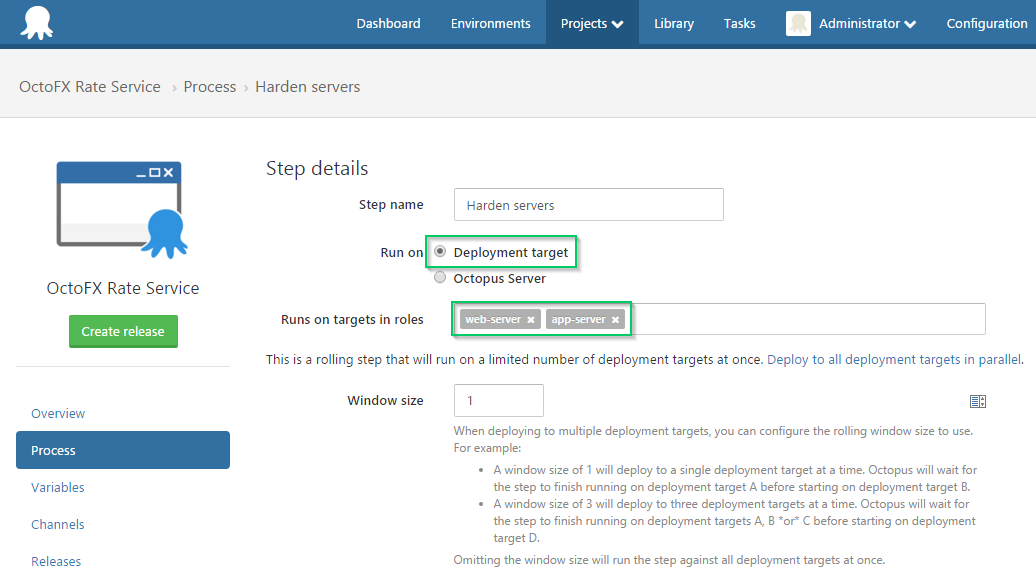 Dashboard Environments Projects Library Tasks Administrator Configuration
OctoFX Rate Service › Process › Harden servers
OctoFX Rate Service
Create release
Overview
Process
Variables
Channels
Releases
Step details
Step name Harden servers
Run on Deployment target
Octopus Server
Runs on targets in roles web-server × app-server ×
This is a rolling step that will run on a limited number of deployment targets at once. Deploy to all deployment targets in parallel.
Window size 1
When deploying to multiple deployment targets, you can configure the rolling window size to use.
For example:
• A window size of 1 will deploy to a single deployment target at a time. Octopus will wait for
the step to finish running on deployment target A before starting on deployment target B.
• A window size of 3 will deploy to three deployment targets at a time. Octopus will wait for
the step to finish running on deployment targets A, B *or* C before starting on deployment
target D.
Omitting the window size will run the step against all deployment targets at once.